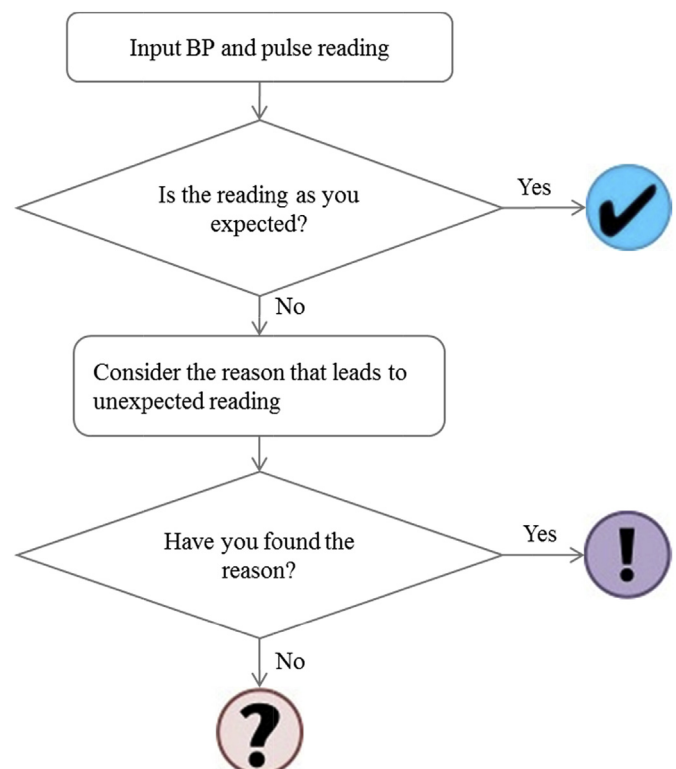 Input BP and pulse reading
Is the reading as you
expected?
Yes
No
Consider the reason that leads to
unexpected reading
Have you found the
reason?
Yes
!
No
?